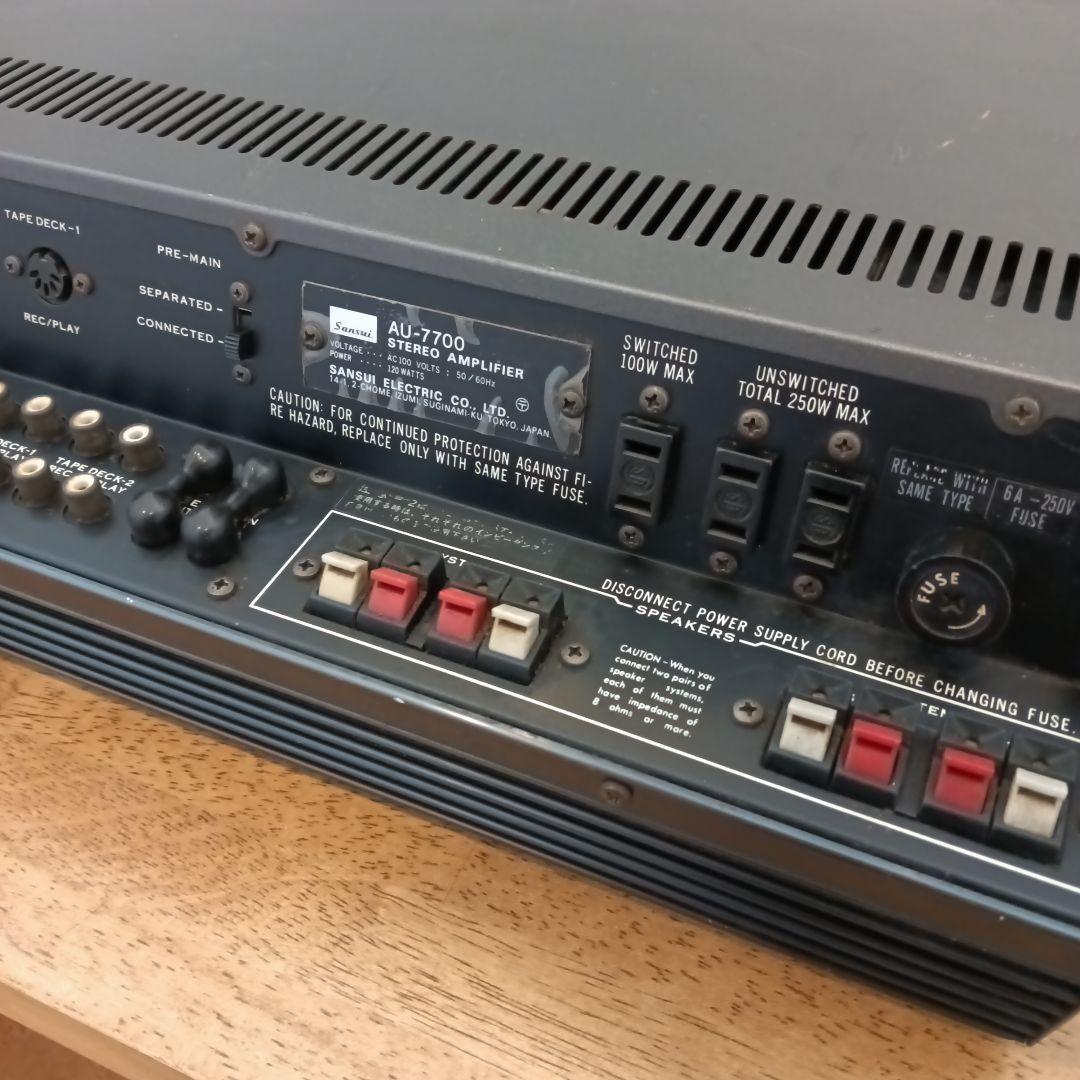 TAPE DECK-1
REC/PLAY
PRE-MAIN
SEPARATED
CONNECTED
Sansui
AU-7700
STEREO AMPLIFIER
VOLTAGE .... AC100 VOLTS : 50/60Hz
POWER .... 120WATTS
SANSUI ELECTRIC CO., LTD.
14-1, 2-CHOME, IZUMI, SUGINAMI-KU, TOKYO, JAPAN.
CAUTION: FOR CONTINUED PROTECTION AGAINST FI-
RE HAZARD, REPLACE ONLY WITH SAME TYPE FUSE.
SWITCHED
100W MAX
UNSWITCHED
TOTAL 250W MAX
WITH
SAME TYPE
6A-250V
FUSE
FUSE
TAPE DECK-2
REC PLAY
DISCONNECT POWER SUPPLY CORD BEFORE CHANGING FUSE.
SPEAKERS
CAUTION - When you
connect two pairs of
speaker systems,
each of them must
have impedance of
8 ohms or more.